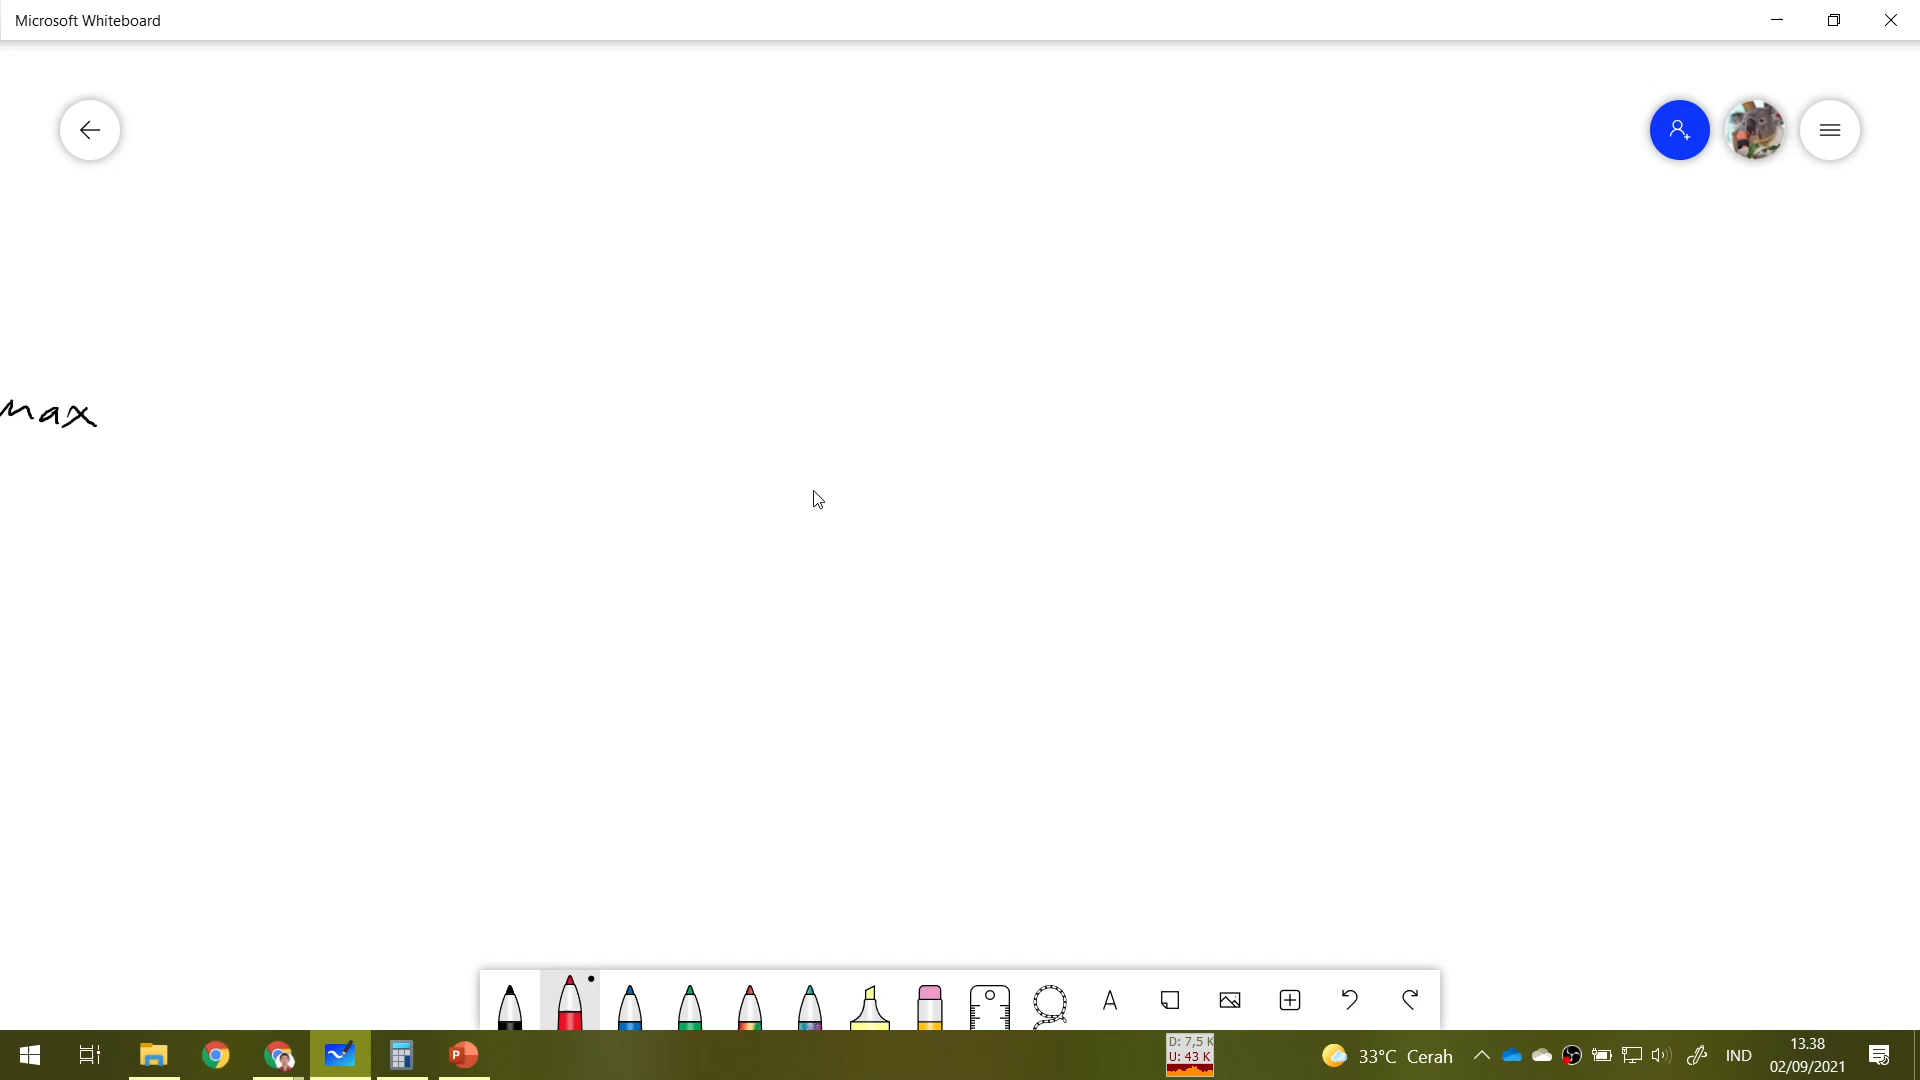 Microsoft Whiteboard
max
D: 7,5 K
U: 43 K
33°C Cerah
IND
13.38
02/09/2021